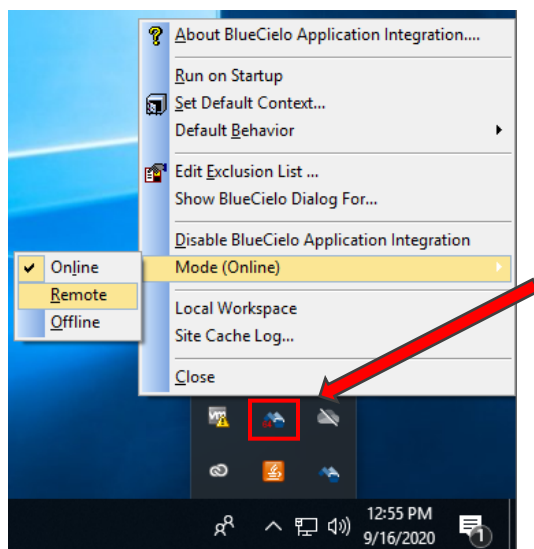 About BlueCielo Application Integration....
Run on Startup
Set Default Context...
Default Behavior
Edit Exclusion List ...
Show BlueCielo Dialog For...
Disable BlueCielo Application Integration
Mode (Online)
Online
Remote
Offline
Local Workspace
Site Cache Log...
Close
64
12:55 PM
9/16/2020
1